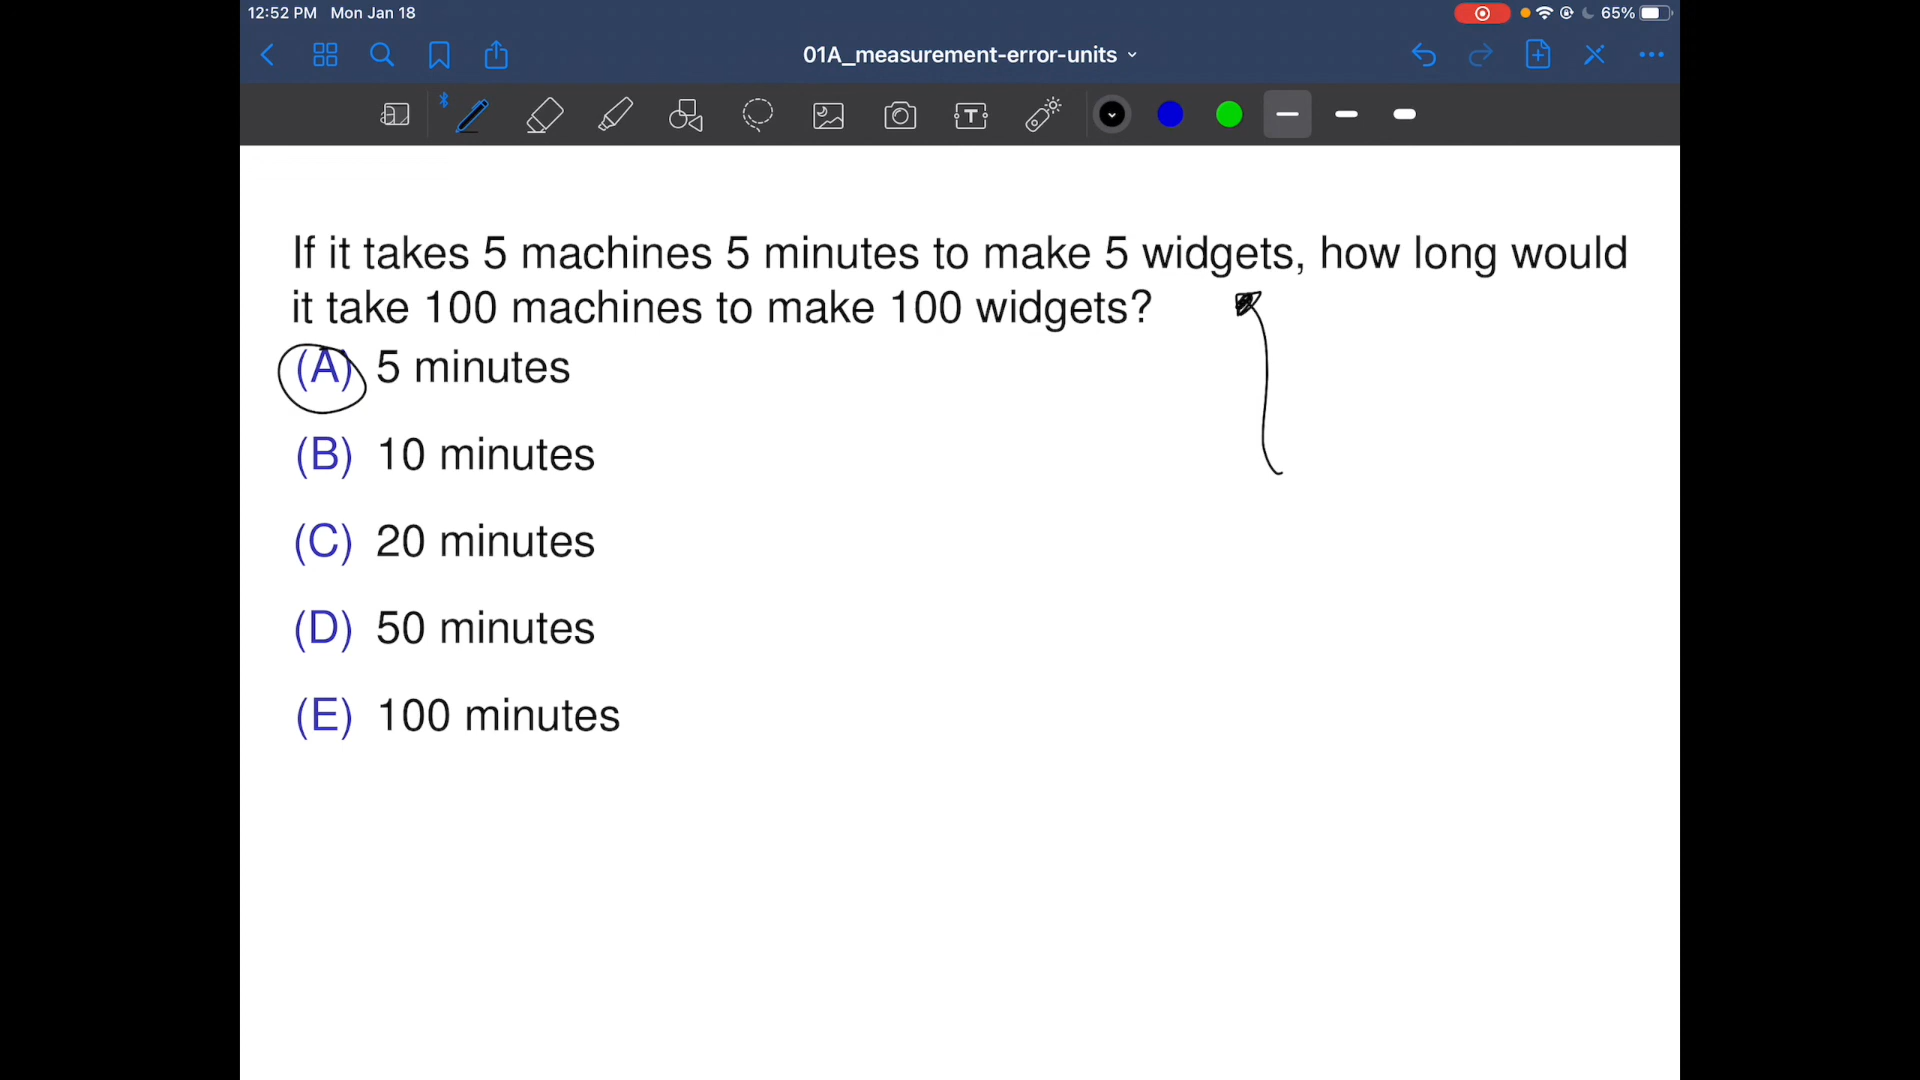 12:52 PM Mon Jan 18
65%
01A_measurement-error-units
T
If it takes 5 machines 5 minutes to make 5 widgets, how long would
it take 100 machines to make 100 widgets?
(A) 5 minutes
(B) 10 minutes
(C) 20 minutes
(D) 50 minutes
(E) 100 minutes